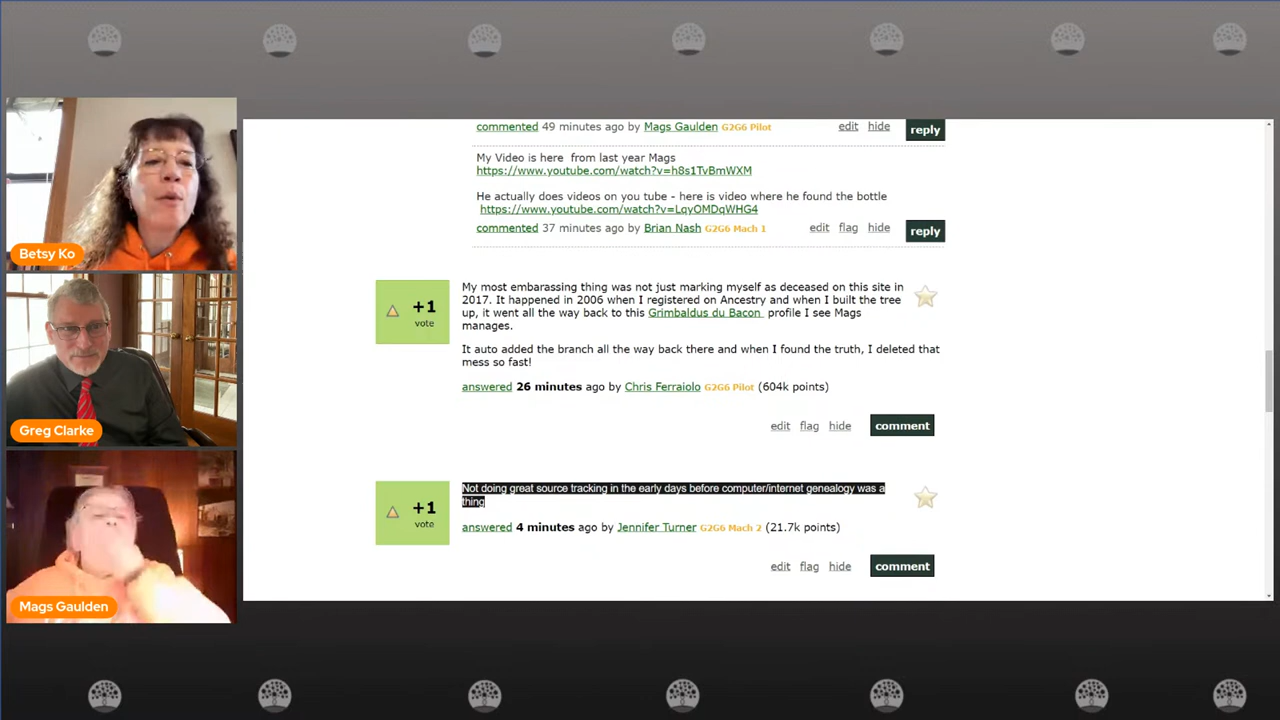 commented 49 minutes ago by Mags Gaulden G2G6 Pilot
edit hide reply
My Video is here  from last year Mags
https://www.youtube.com/watch?v=h8s1TvBmWXM
He actually does videos on you tube - here is video where he found the bottle
https://www.youtube.com/watch?v=LqyOMDqWHG4
commented 37 minutes ago by Brian Nash G2G6 Mach 1
edit flag hide reply
+1
vote
My most embarassing thing was not just marking myself as deceased on this site in
2017. It happened in 2006 when I registered on Ancestry and when I built the tree
up, it went all the way back to this Grimbaldus du Bacon  profile I see Mags
manages.
It auto added the branch all the way back there and when I found the truth, I deleted that
mess so fast!
answered 26 minutes ago by Chris Ferraiolo G2G6 Pilot (604k points)
edit flag hide comment
+1
vote
Not doing great source tracking in the early days before computer/internet genealogy was a
thing
answered 4 minutes ago by Jennifer Turner G2G6 Mach 2 (21.7k points)
edit flag hide comment
Betsy Ko
Greg Clarke
Mags Gaulden